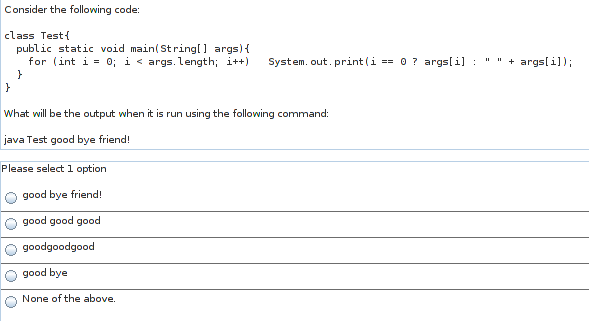 Consider the following code:
class Test{
public static void main(String[] args){
for (int i = 0; i < args.length; i++) System.out.print(i == 0 ? args[i] : " " + args[i]);
}
}
What will be the output when it is run using the following command:
java Test good bye friend!
Please select 1 option
good bye friend!
good good good
goodgoodgood
good bye
None of the above.